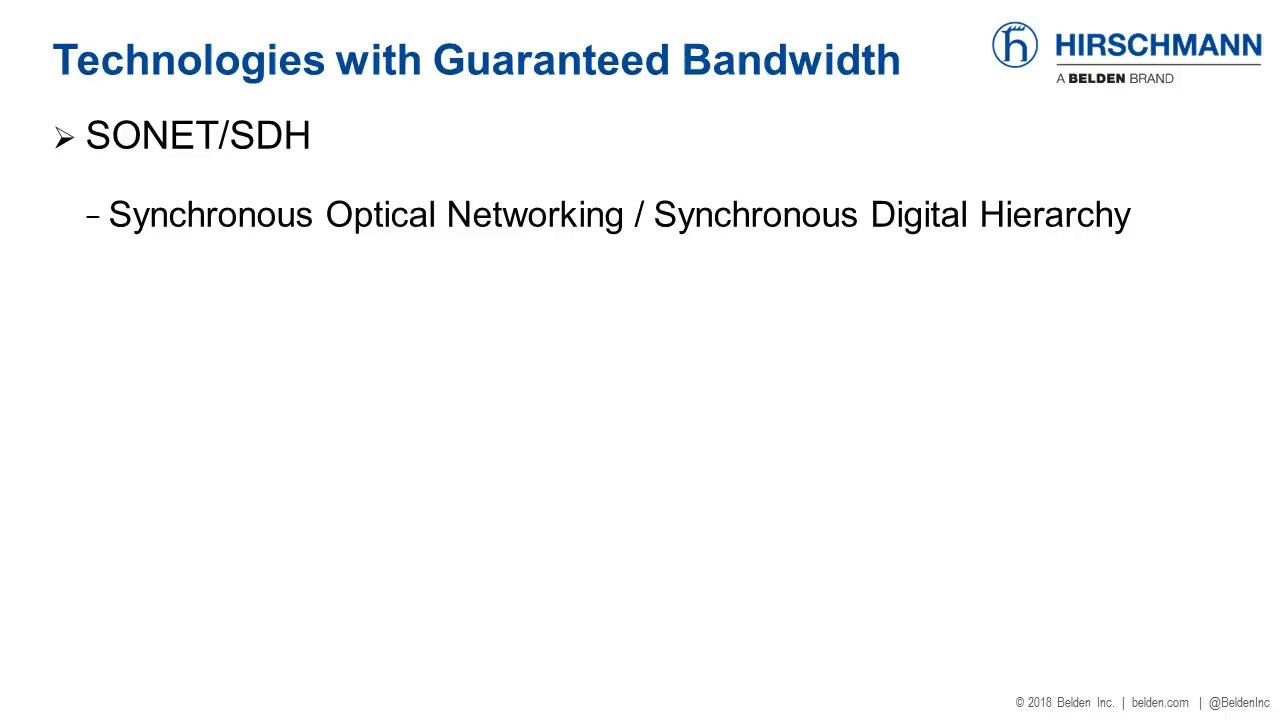 Technologies with Guaranteed Bandwidth
HIRSCHMANN
A BELDEN BRAND
➢ SONET/SDH
– Synchronous Optical Networking / Synchronous Digital Hierarchy
© 2018 Belden Inc. | belden.com | @BeldenInc